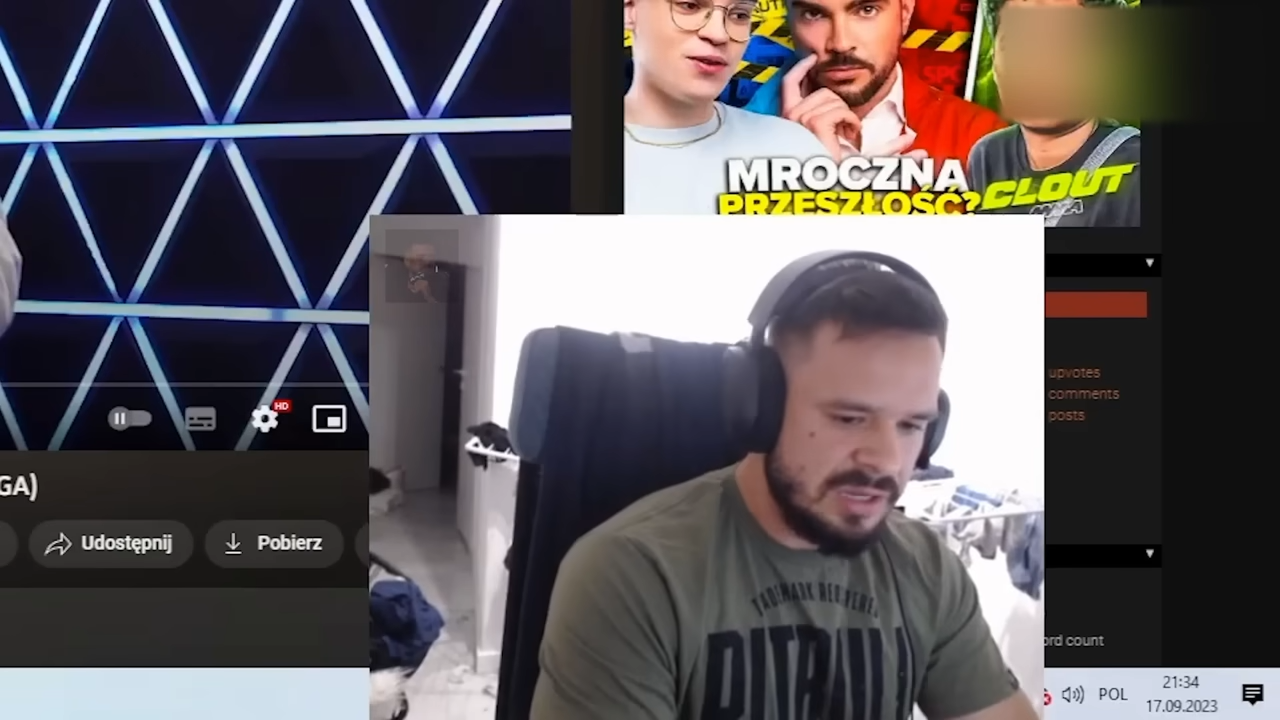 MROCZNA
PRZESZŁOŚĆ?
CLOUT
upvotes
comments
posts
HD
GA)
Udostępnij
Pobierz
PITBULL
ord count
POL
21:34
17.09.2023